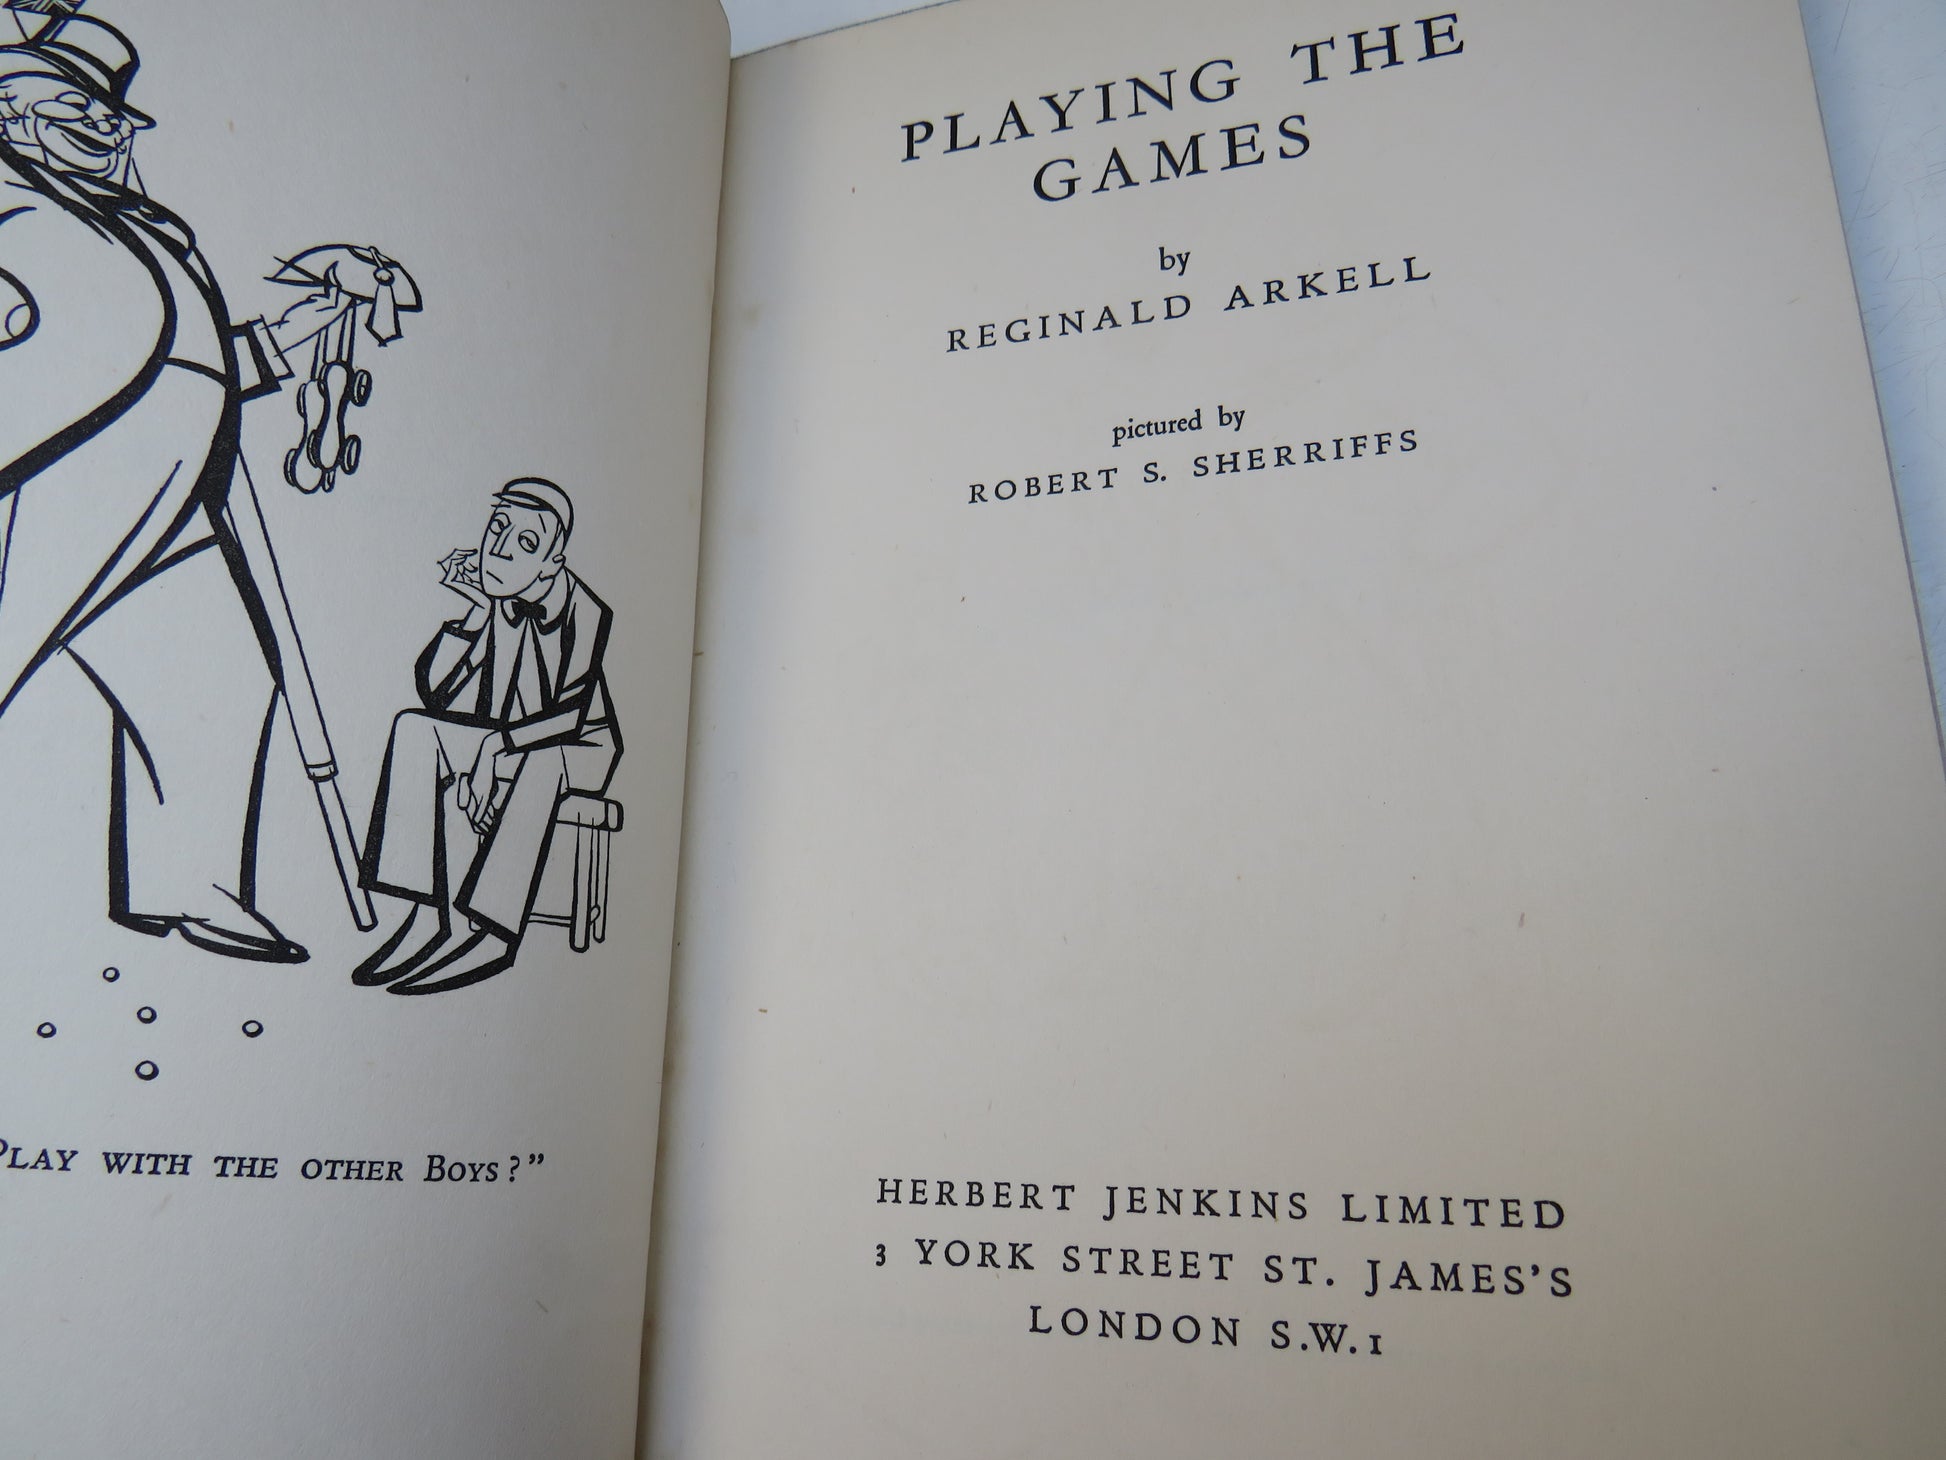 PLAY WITH THE OTHER BOYS?”
PLAYING THE
GAMES
by
REGINALD ARKELL
pictured by
ROBERT S. SHERRIFFS
HERBERT JENKINS LIMITED
3 YORK STREET ST. JAMES’S
LONDON S.W.1